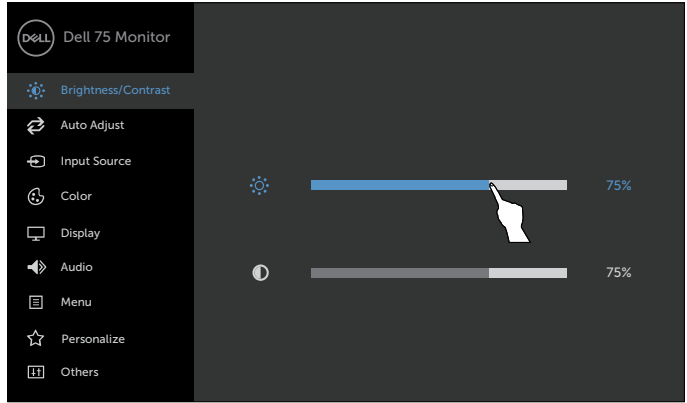 DELL
Dell 75 Monitor
Brightness/Contrast
Auto Adjust
Input Source
Color
Display
Audio
Menu
Personalize
Others
75%
75%